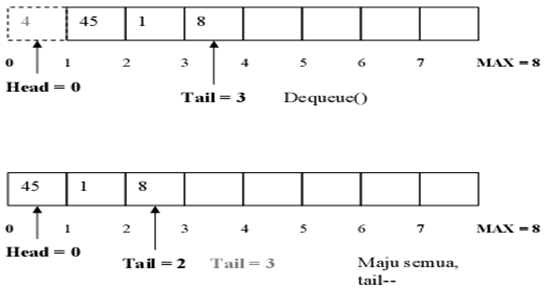 4 45 1 8
0 1 2 3 4 5 6 7 MAX = 8
Head = 0
Tail = 3 Dequeue()
45 1 8
0 1 2 3 4 5 6 7 MAX = 8
Head = 0
Tail = 2 Tail = 3 Maju semua,
tail--